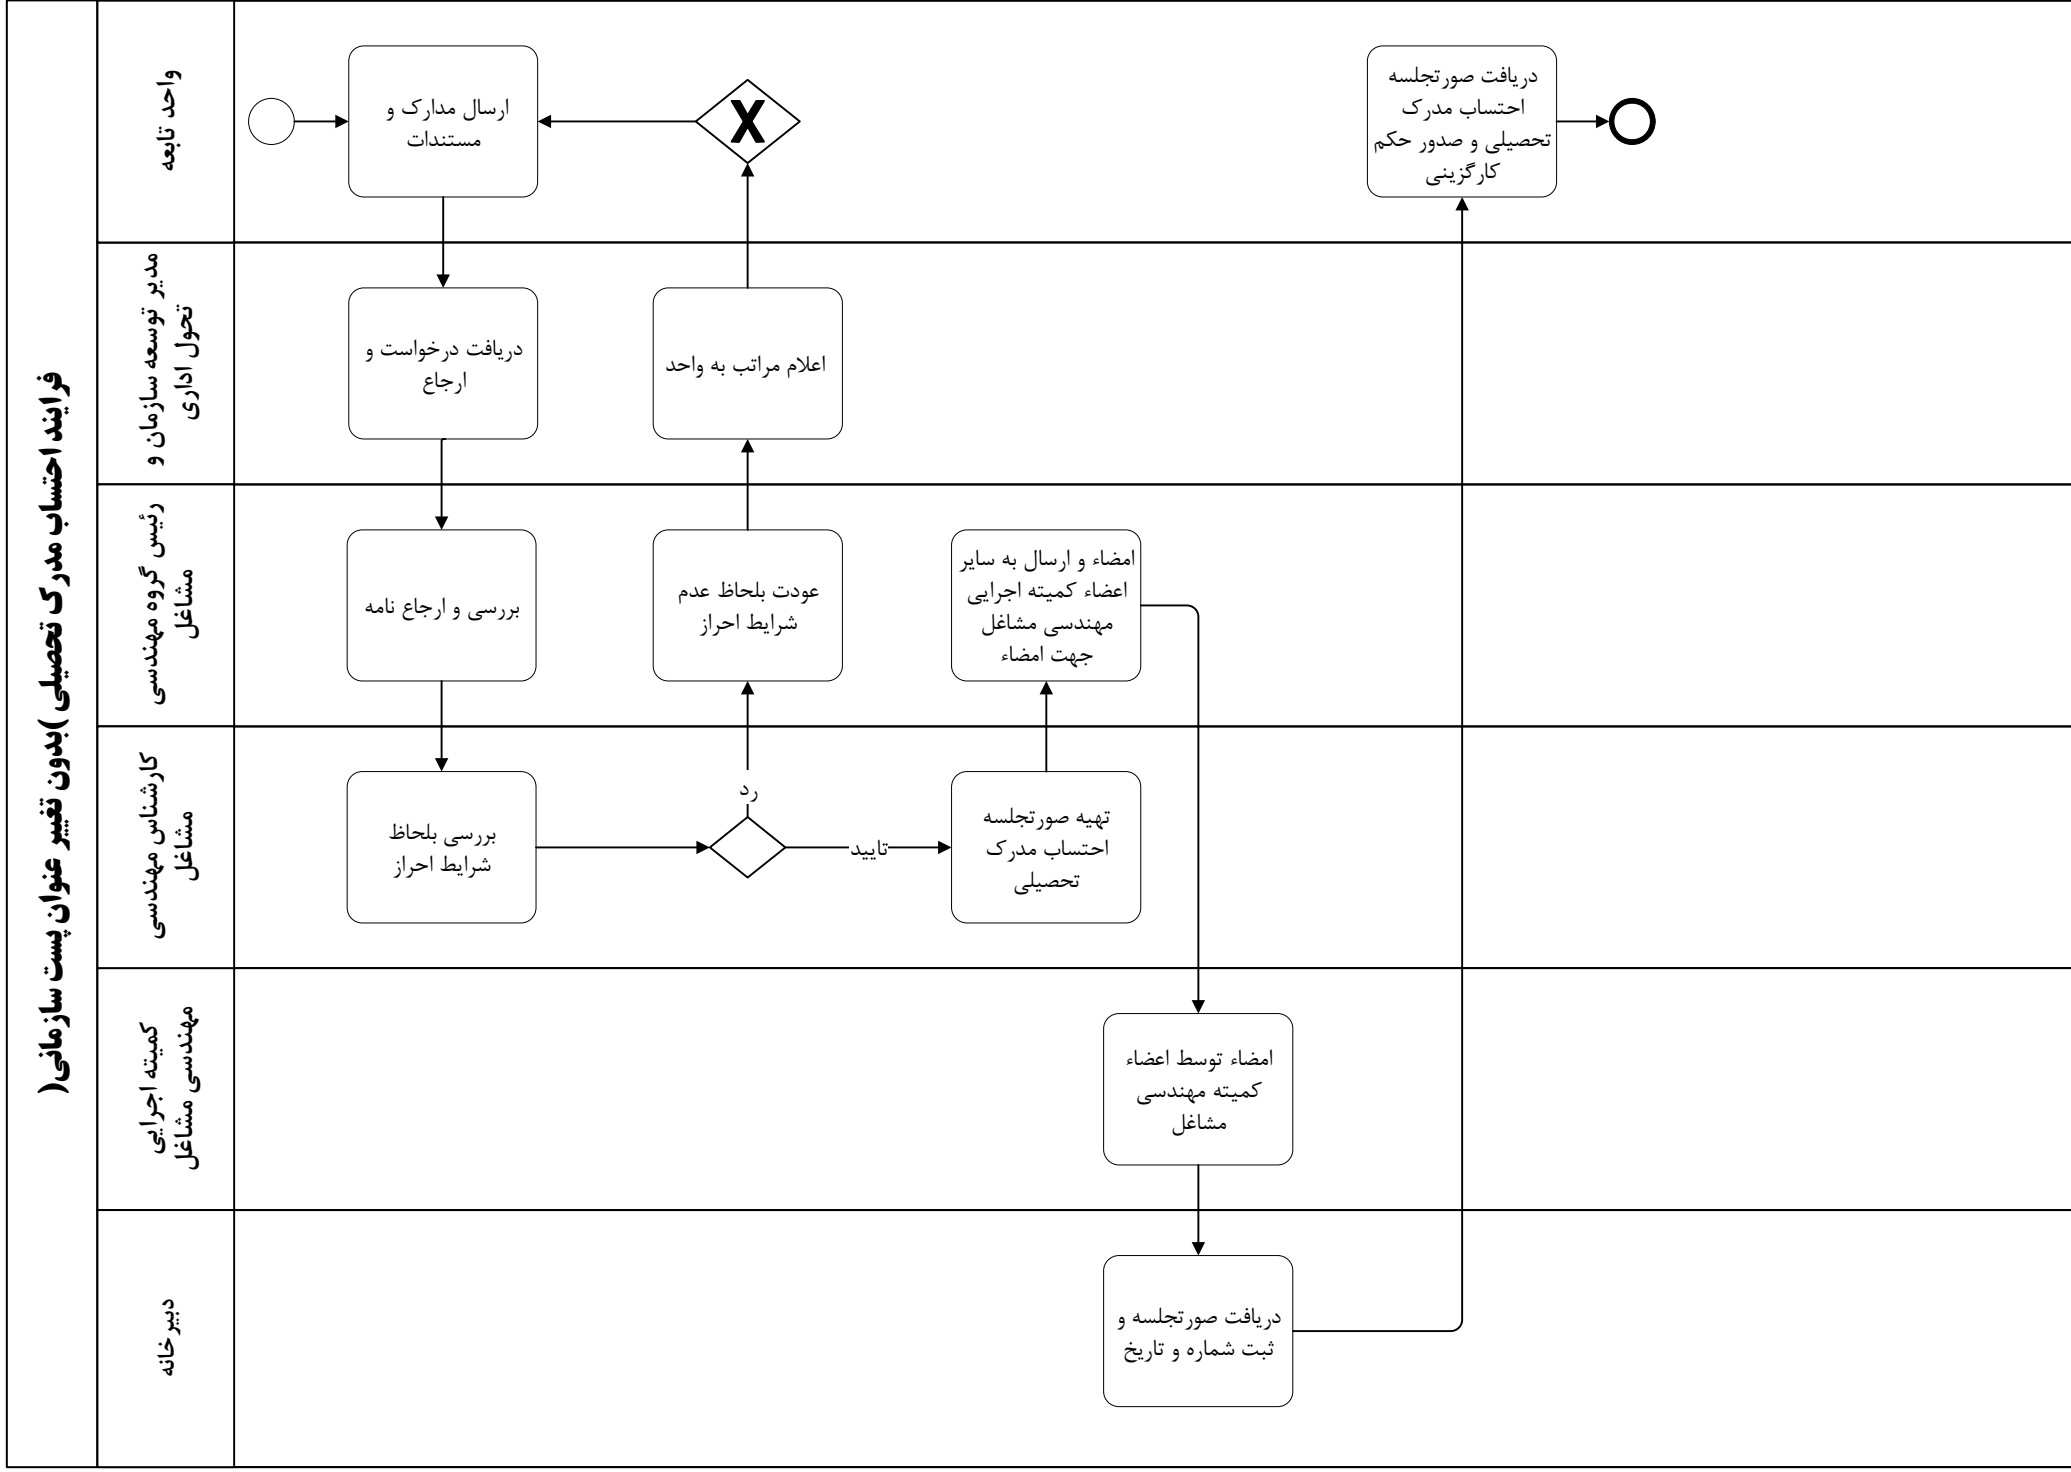 فرایند احتساب مدرک تحصیلی )بدون تغییر عنوان پست سازمانی(
واحد تابعه
ارسال مدارک و
مستندات
X
دریافت صورتجلسه
احتساب مدرک
تحصیلی و صدور حکم
کارگزینی
مدیر توسعه سازمان و
تحول اداری
دریافت درخواست و
ارجاع
اعلام مراتب به واحد
رئیس گروه مهندسی
مشاغل
بررسی و ارجاع نامه
عودت بلحاظ عدم
شرایط احراز
امضاء و ارسال به سایر
اعضاء کمیته اجرایی
مهندسی مشاغل
جهت امضاء
کارشناس مهندسی
مشاغل
بررسی بلحاظ
شرایط احراز
رد
تایید
تهیه صورتجلسه
احتساب مدرک
تحصیلی
کمیته اجرایی
مهندسی مشاغل
امضاء توسط اعضاء
کمیته مهندسی
مشاغل
دبیرخانه
دریافت صورتجلسه و
ثبت شماره و تاریخ